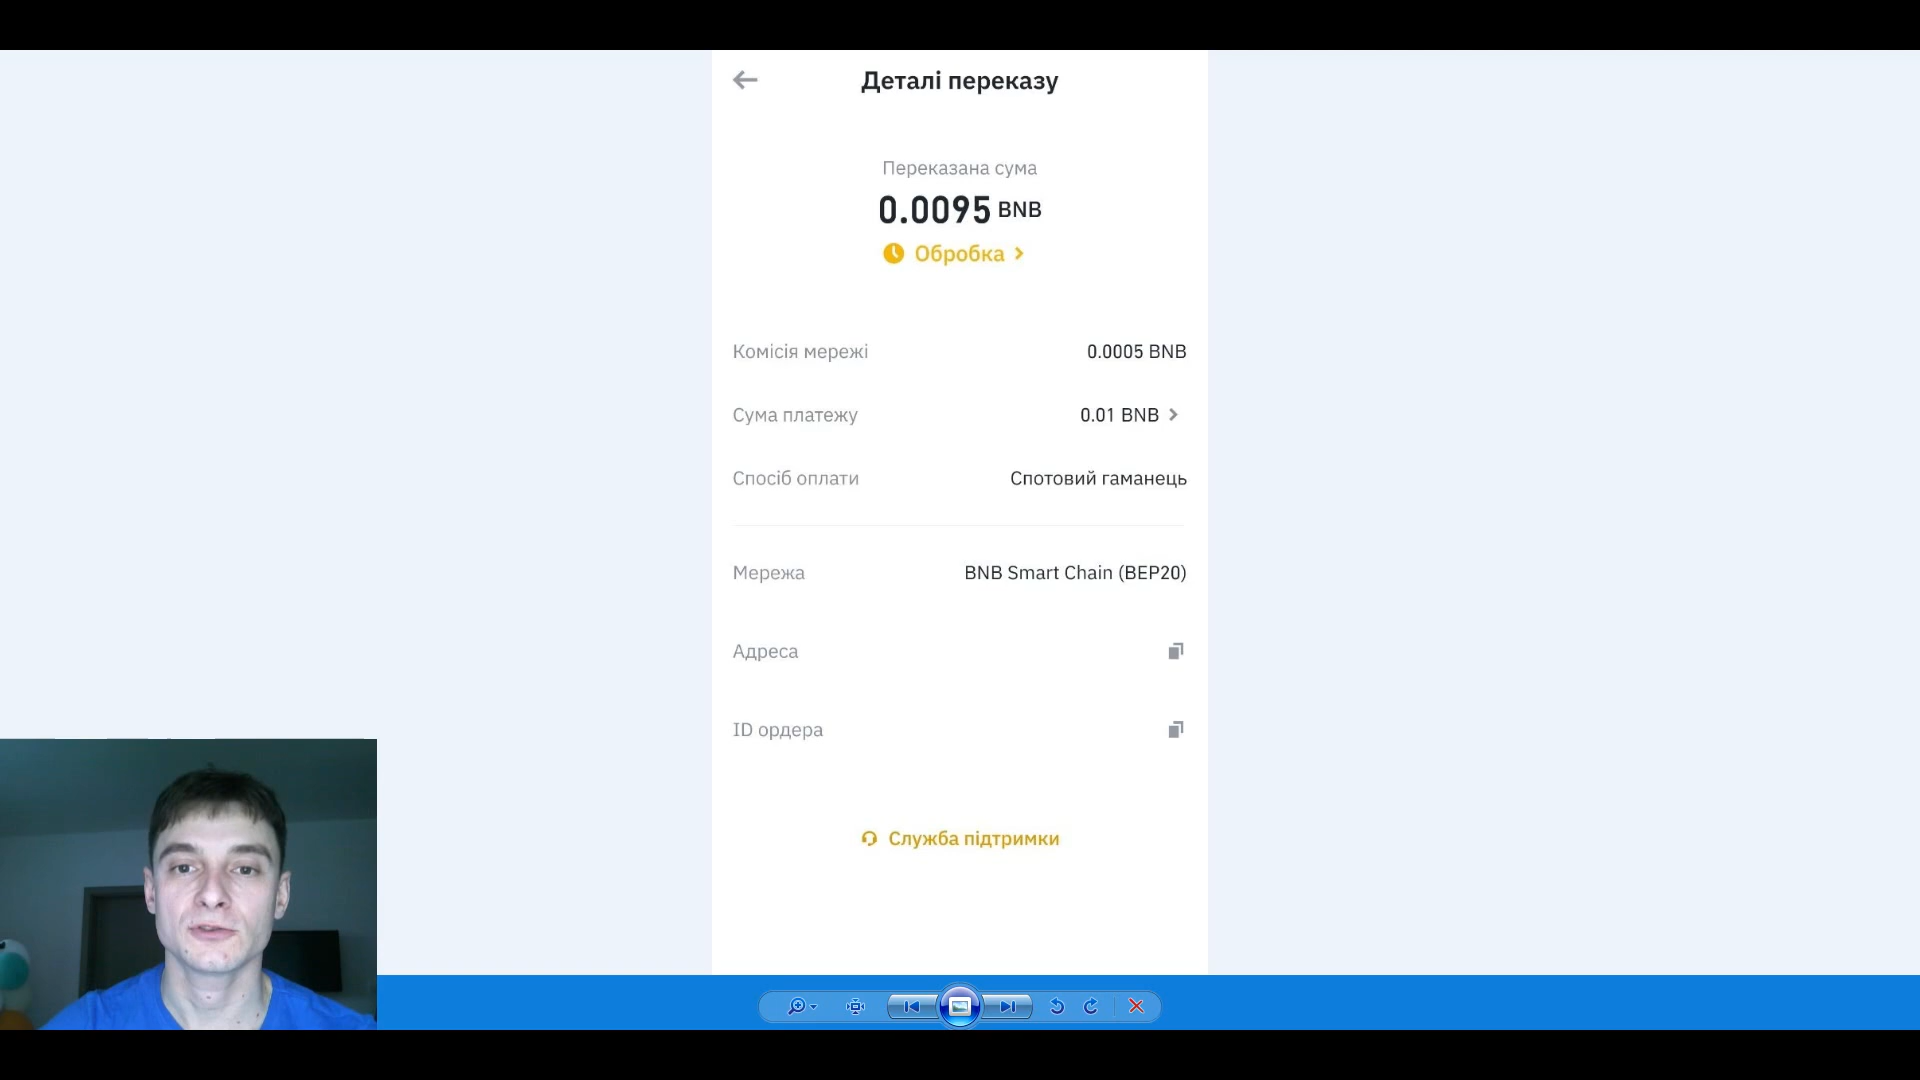 Деталі переказу
Переказана сума
0.0095 BNB
Обробка
Комісія мережі 0.0005 BNB
Сума платежу 0.01 BNB
Спосіб оплати Спотовий гаманець
Мережа BNB Smart Chain (BEP20)
Адреса
ID ордера
Служба підтримки